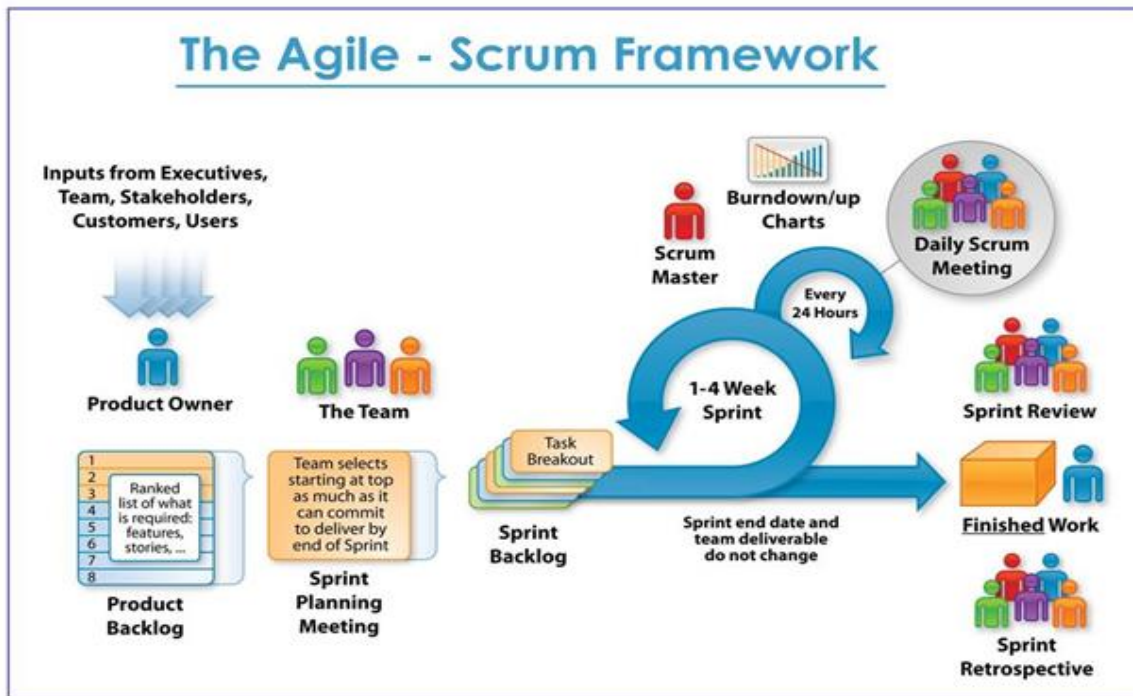 The Agile - Scrum Framework
Inputs from Executives,
Team, Stakeholders,
Customers, Users
Product Owner
The Team
1
2
3
4
5
6
7
8
Ranked
list of what
is required:
features,
stories, ...
Product
Backlog
Team selects
starting at top
as much as it
can commit
to deliver by
end of Sprint
Sprint
Planning
Meeting
Task
Breakout
Sprint
Backlog
Scrum
Master
Burndown/up
Charts
Every
24 Hours
Daily Scrum
Meeting
1-4 Week
Sprint
Sprint end date and
team deliverable
do not change
Sprint Review
Finished Work
Sprint
Retrospective